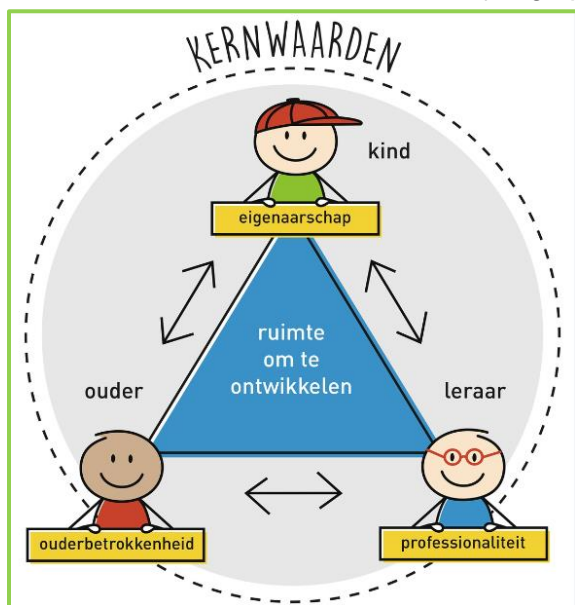 KERNWAARDEN
kind
eigenaarschap
ruimte
om te
ontwikkelen
ouder
leraar
ouderbetrokkenheid
professionaliteit